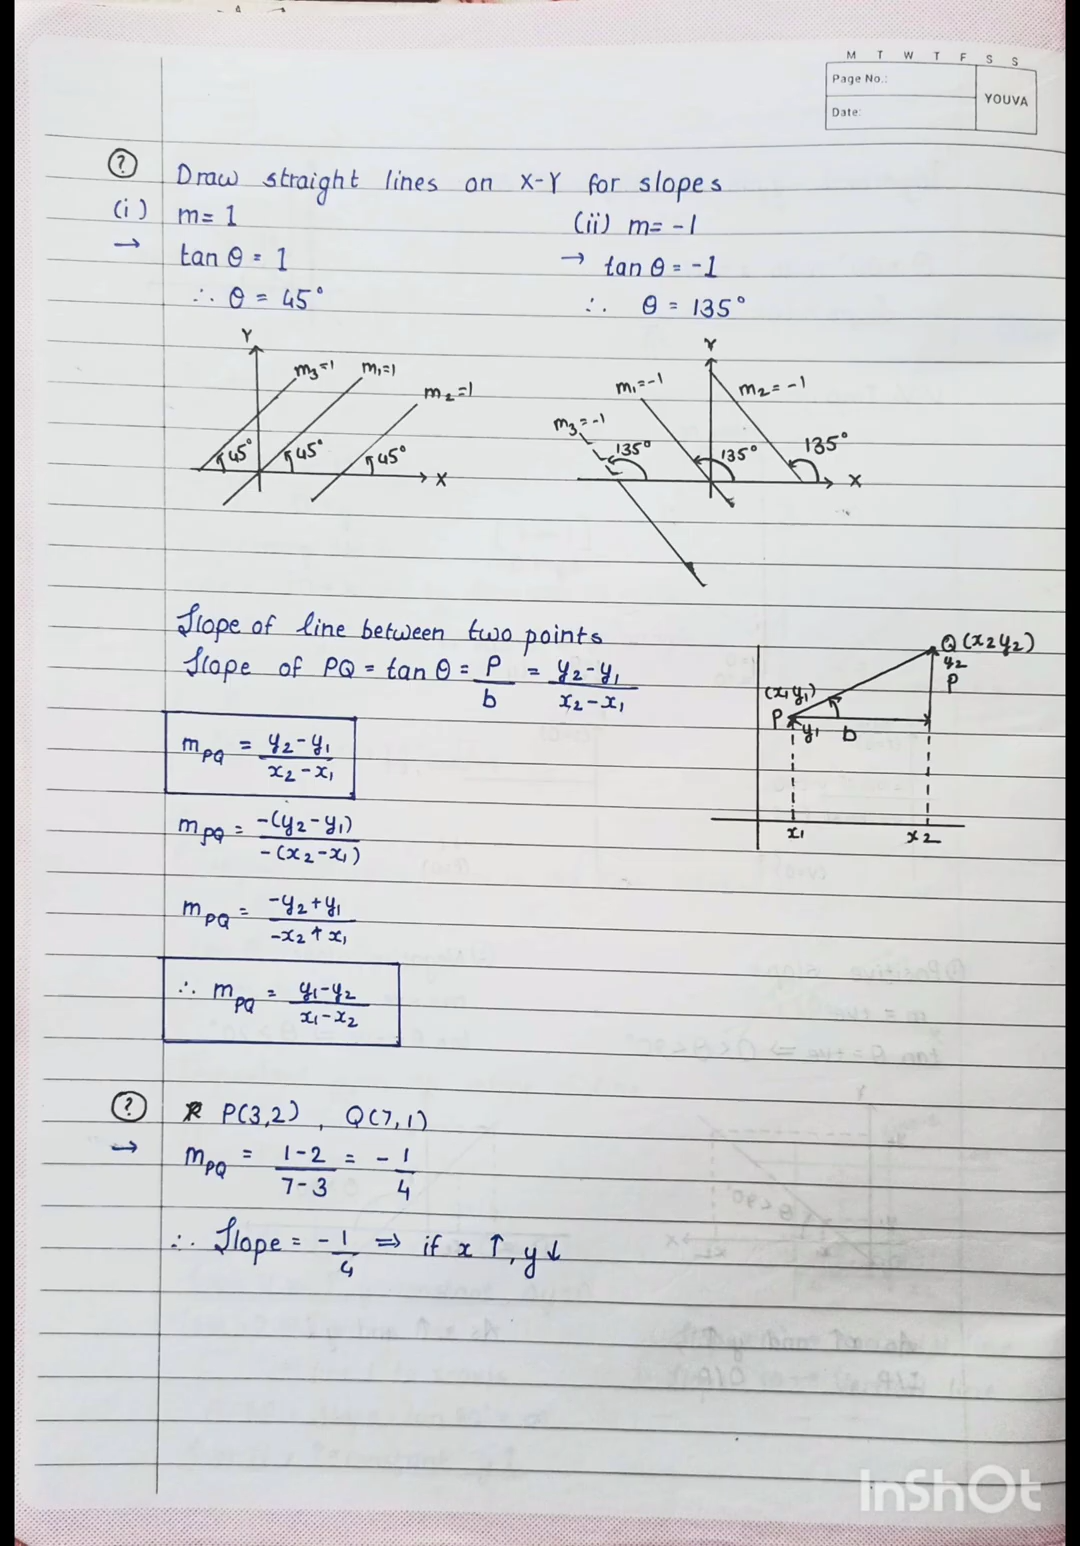 M T W T F S S
Page No.:
YOUVA
Date:
? Draw straight lines on X-Y for slopes
(i) m= 1 (ii) m= -1
→ tan θ = 1 → tan θ = -1
∴ θ = 45° ∴ θ = 135°
Y Y
m₃=1 m₁=1 m₂=1 m₁=-1 m₂=-1
m₃=-1
45° 45° 45° 135° 135° 135°
X X
Slope of line between two points
Slope of PQ = tan θ = P/b = y₂-y₁/x₂-x₁
Q(x₂y₂)
y₂
P
(x₁y₁)
P y₁ b
x₁ x₂
mPQ = y₂-y₁/x₂-x₁
mPQ = -(y₂-y₁)/-(x₂-x₁)
mPQ = -y₂+y₁/-x₂+x₁
∴ mPQ = y₁-y₂/x₁-x₂
? P(3,2), Q(7,1)
→ mPQ = 1-2/7-3 = -1/4
∴ Slope = -1/4 ⇒ if x ↑, y ↓
InShOt